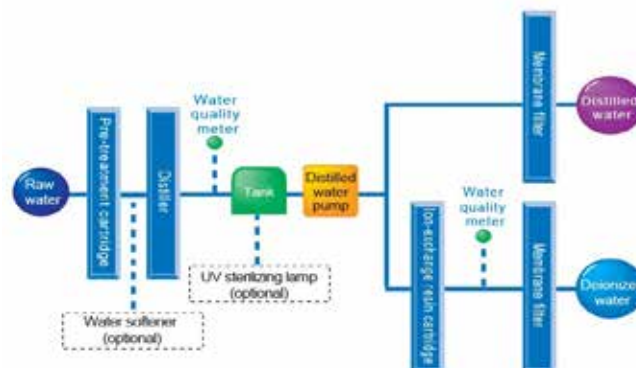 Raw
water
Pre-treatment cartridge
Water softener
(optional)
Distiller
Water
quality
meter
Tank
UV sterilizing lamp
(optional)
Distilled
water
pump
Membrane filter
Distilled
water
Ion-exchange resin cartridge
Water
quality
meter
Membrane filter
Deionize
water